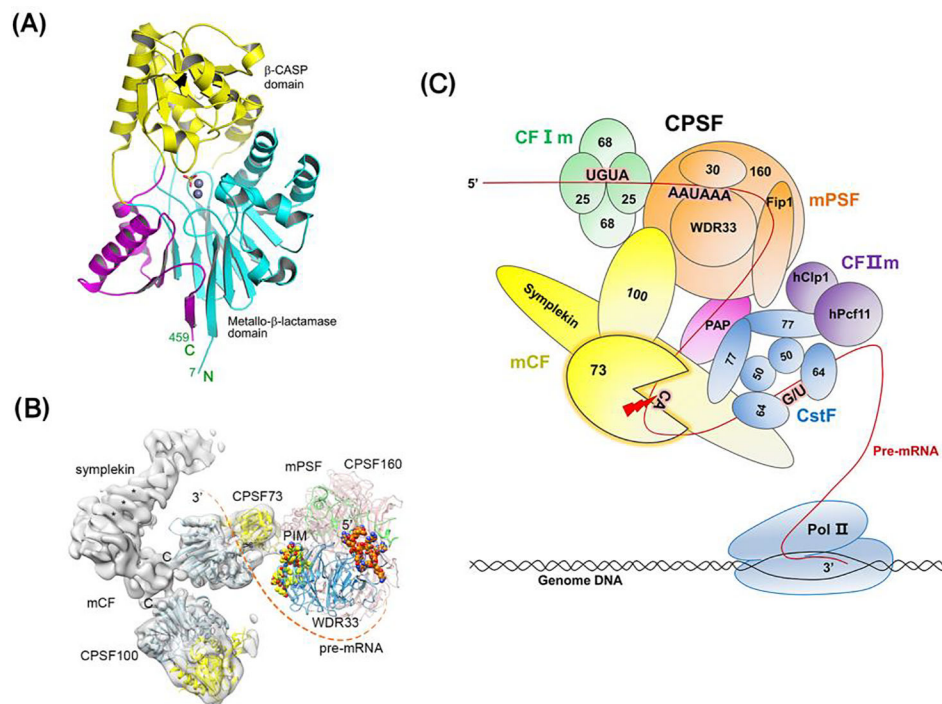 (A)
β-CASP
domain
Metallo-β-lactamase
domain
459
C
7
N
(B)
symplekin
3’
CPSF73
mPSF
CPSF160
PIM
5’
C
mCF
C
WDR33
pre-mRNA
CPSF100
(C)
CPSF
CF I m
68
30
160
5’
UGUA
AAUAAA
Fip1
mPSF
25
25
WDR33
68
CFIIm
hClp1
Symplekin
100
hPcf11
PAP
77
mCF
73
77
50
50
64
CA
G/U
64
CstF
Pre-mRNA
Pol II
3’
Genome DNA